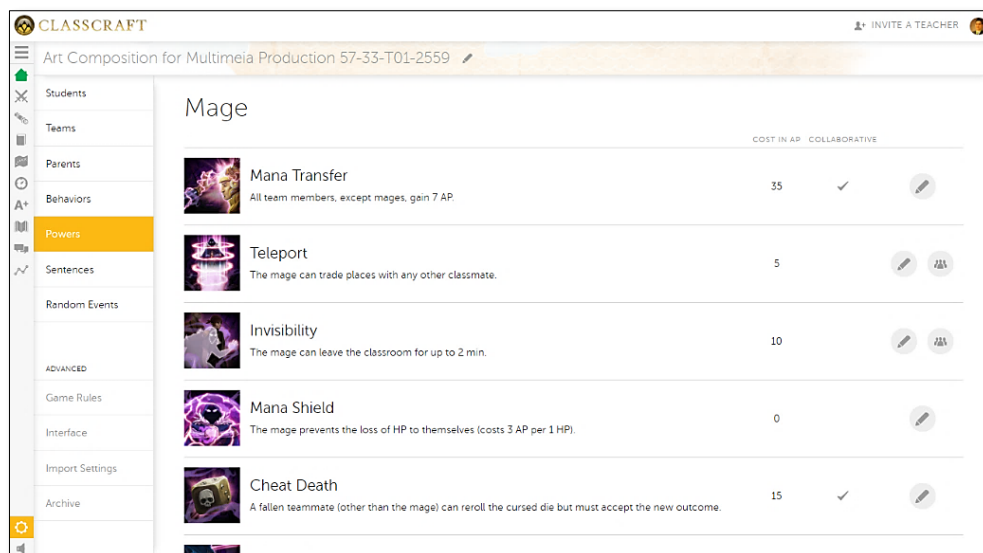 CLASSCRAFT
INVITE A TEACHER
Art Composition for Multimeia Production 57-33-T01-2559
Students
Teams
Parents
Behaviors
Powers
Sentences
Random Events
ADVANCED
Game Rules
Interface
Import Settings
Archive
A+
Mage
COST IN AP COLLABORATIVE
Mana Transfer
All team members, except mages, gain 7 AP.
35
Teleport
The mage can trade places with any other classmate.
5
Invisibility
The mage can leave the classroom for up to 2 min.
10
Mana Shield
The mage prevents the loss of HP to themselves (costs 3 AP per 1 HP).
0
Cheat Death
A fallen teammate (other than the mage) can reroll the cursed die but must accept the new outcome.
15